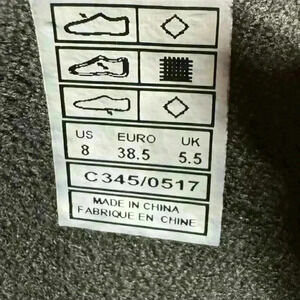 US EURO UK
8 38.5 5.5
C345/0517
MADE IN CHINA
FABRIQUE EN CHINE